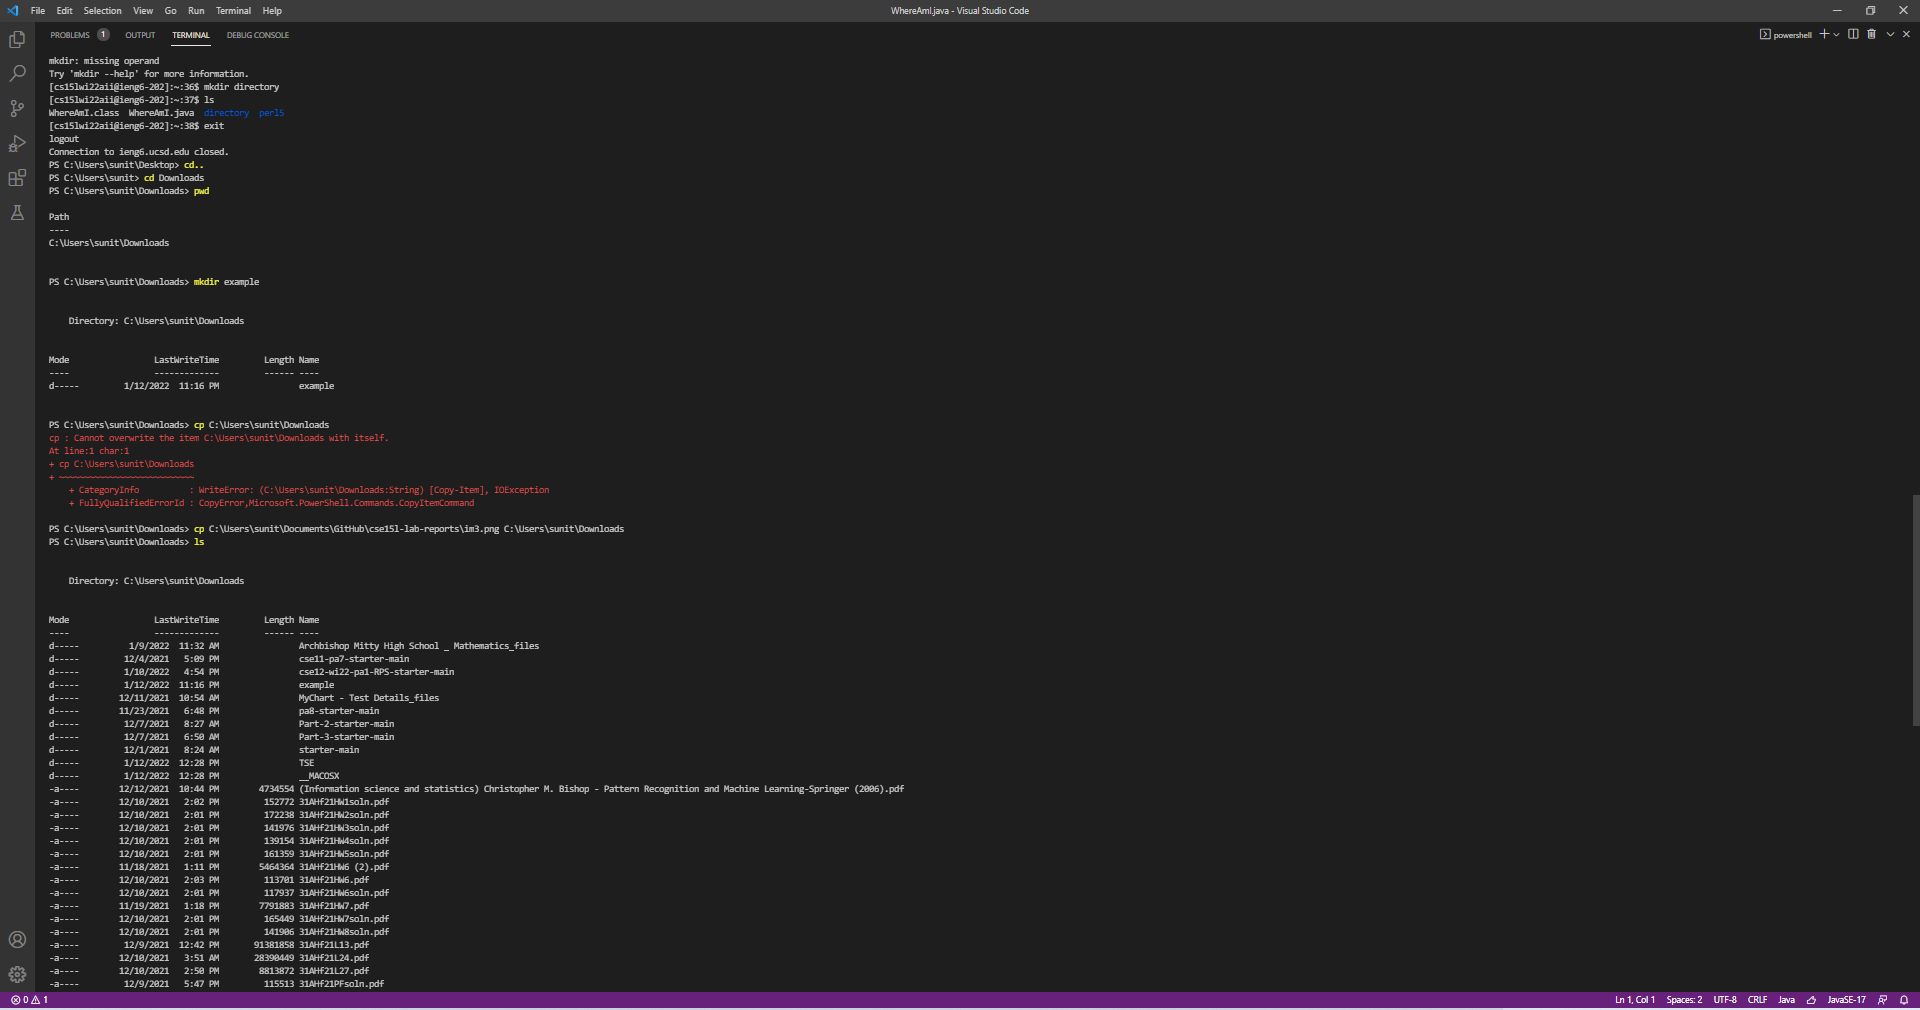 File Edit Selection View Go Run Terminal Help WhereAmI.java - Visual Studio Code
PROBLEMS 1 OUTPUT TERMINAL DEBUG CONSOLE powershell
mkdir: missing operand
Try 'mkdir --help' for more information.
[cs15lwi22aii@ieng6-202]:~:36$ mkdir directory
[cs15lwi22aii@ieng6-202]:~:37$ ls
WhereAmI.class WhereAmI.java directory perl5
[cs15lwi22aii@ieng6-202]:~:38$ exit
logout
Connection to ieng6.ucsd.edu closed.
PS C:\Users\sunit\Desktop> cd..
PS C:\Users\sunit> cd Downloads
PS C:\Users\sunit\Downloads> pwd
Path
----
C:\Users\sunit\Downloads
PS C:\Users\sunit\Downloads> mkdir example
Directory: C:\Users\sunit\Downloads
Mode LastWriteTime Length Name
---- ------------- ------ ----
d----- 1/12/2022 11:16 PM example
PS C:\Users\sunit\Downloads> cp C:\Users\sunit\Downloads
cp : Cannot overwrite the item C:\Users\sunit\Downloads with itself.
At line:1 char:1
+ cp C:\Users\sunit\Downloads
+ ~~~~~~~~~~~~~~~~~~~~~~~~~~~
+ CategoryInfo : WriteError: (C:\Users\sunit\Downloads:String) [Copy-Item], IOException
+ FullyQualifiedErrorId : CopyError,Microsoft.PowerShell.Commands.CopyItemCommand
PS C:\Users\sunit\Downloads> cp C:\Users\sunit\Documents\GitHub\cse15l-lab-reports\im3.png C:\Users\sunit\Downloads
PS C:\Users\sunit\Downloads> ls
Directory: C:\Users\sunit\Downloads
Mode LastWriteTime Length Name
---- ------------- ------ ----
d----- 1/9/2022 11:32 AM Archbishop Mitty High School _ Mathematics_files
d----- 12/4/2021 5:09 PM cse11-pa7-starter-main
d----- 1/10/2022 4:54 PM cse12-wi22-pa1-RPS-starter-main
d----- 1/12/2022 11:16 PM example
d----- 12/11/2021 10:54 AM MyChart - Test Details_files
d----- 11/23/2021 6:48 PM pa8-starter-main
d----- 12/7/2021 8:27 AM Part-2-starter-main
d----- 12/7/2021 6:50 AM Part-3-starter-main
d----- 12/1/2021 8:24 AM starter-main
d----- 1/12/2022 12:28 PM TSE
d----- 1/12/2022 12:28 PM __MACOSX
-a---- 12/12/2021 10:44 PM 4734554 (Information science and statistics) Christopher M. Bishop - Pattern Recognition and Machine Learning-Springer (2006).pdf
-a---- 12/10/2021 2:02 PM 152772 31AHf21HW1soln.pdf
-a---- 12/10/2021 2:01 PM 172238 31AHf21HW2soln.pdf
-a---- 12/10/2021 2:01 PM 141976 31AHf21HW3soln.pdf
-a---- 12/10/2021 2:01 PM 139154 31AHf21HW4soln.pdf
-a---- 12/10/2021 2:01 PM 161359 31AHf21HW5soln.pdf
-a---- 11/18/2021 1:11 PM 5464364 31AHf21HW6 (2).pdf
-a---- 12/10/2021 2:03 PM 113701 31AHf21HW6.pdf
-a---- 12/10/2021 2:01 PM 117937 31AHf21HW6soln.pdf
-a---- 11/19/2021 1:18 PM 7791883 31AHf21HW7.pdf
-a---- 12/10/2021 2:01 PM 165449 31AHf21HW7soln.pdf
-a---- 12/10/2021 2:01 PM 141906 31AHf21HW8soln.pdf
-a---- 12/9/2021 12:42 PM 91381858 31AHf21L13.pdf
-a---- 12/10/2021 3:51 AM 28390449 31AHf21L24.pdf
-a---- 12/10/2021 2:50 PM 8813872 31AHf21L27.pdf
-a---- 12/9/2021 5:47 PM 115513 31AHf21PFsoln.pdf
0 1 Ln 1, Col 1 Spaces: 2 UTF-8 CRLF Java JavaSE-17